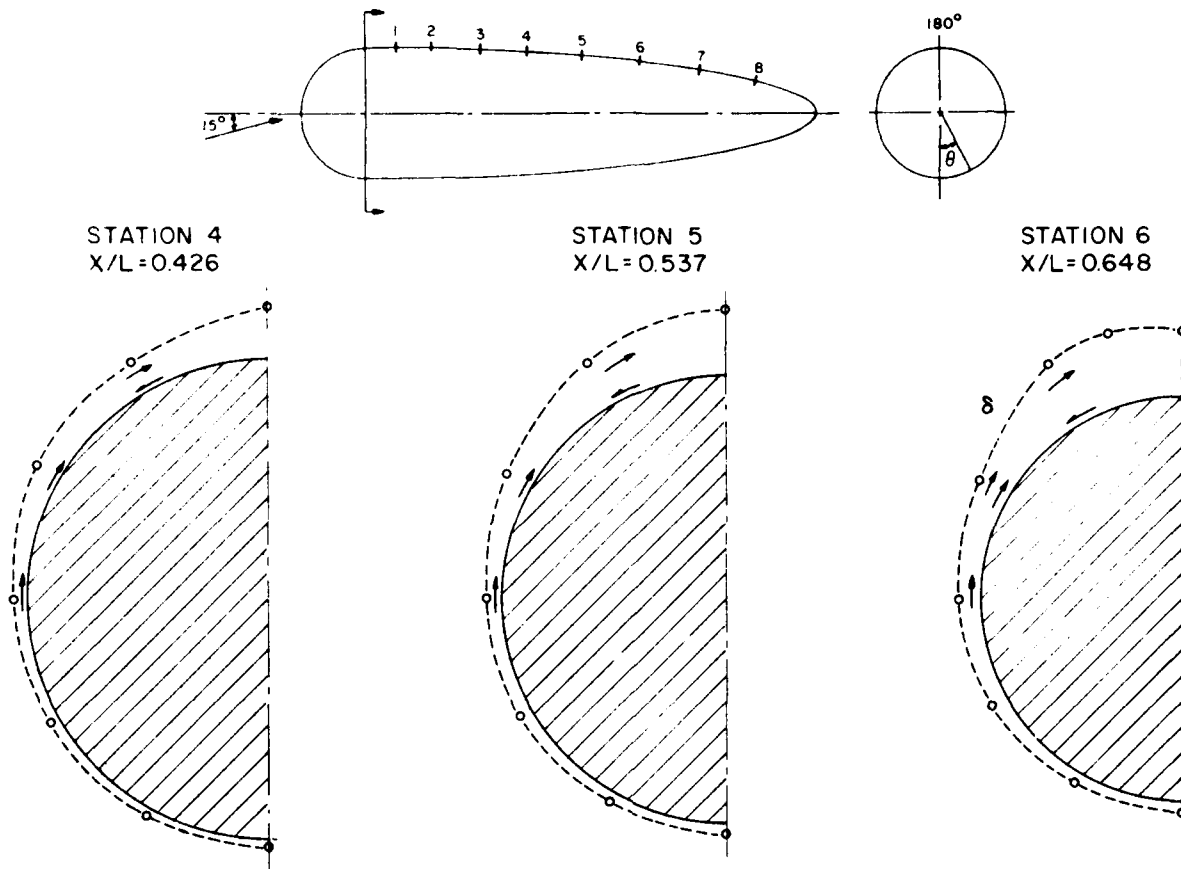 180°
1 2 3 4 5 6 7 8
15°
θ
STATION 4
X/L=0.426
STATION 5
X/L=0.537
STATION 6
X/L=0.648
δ